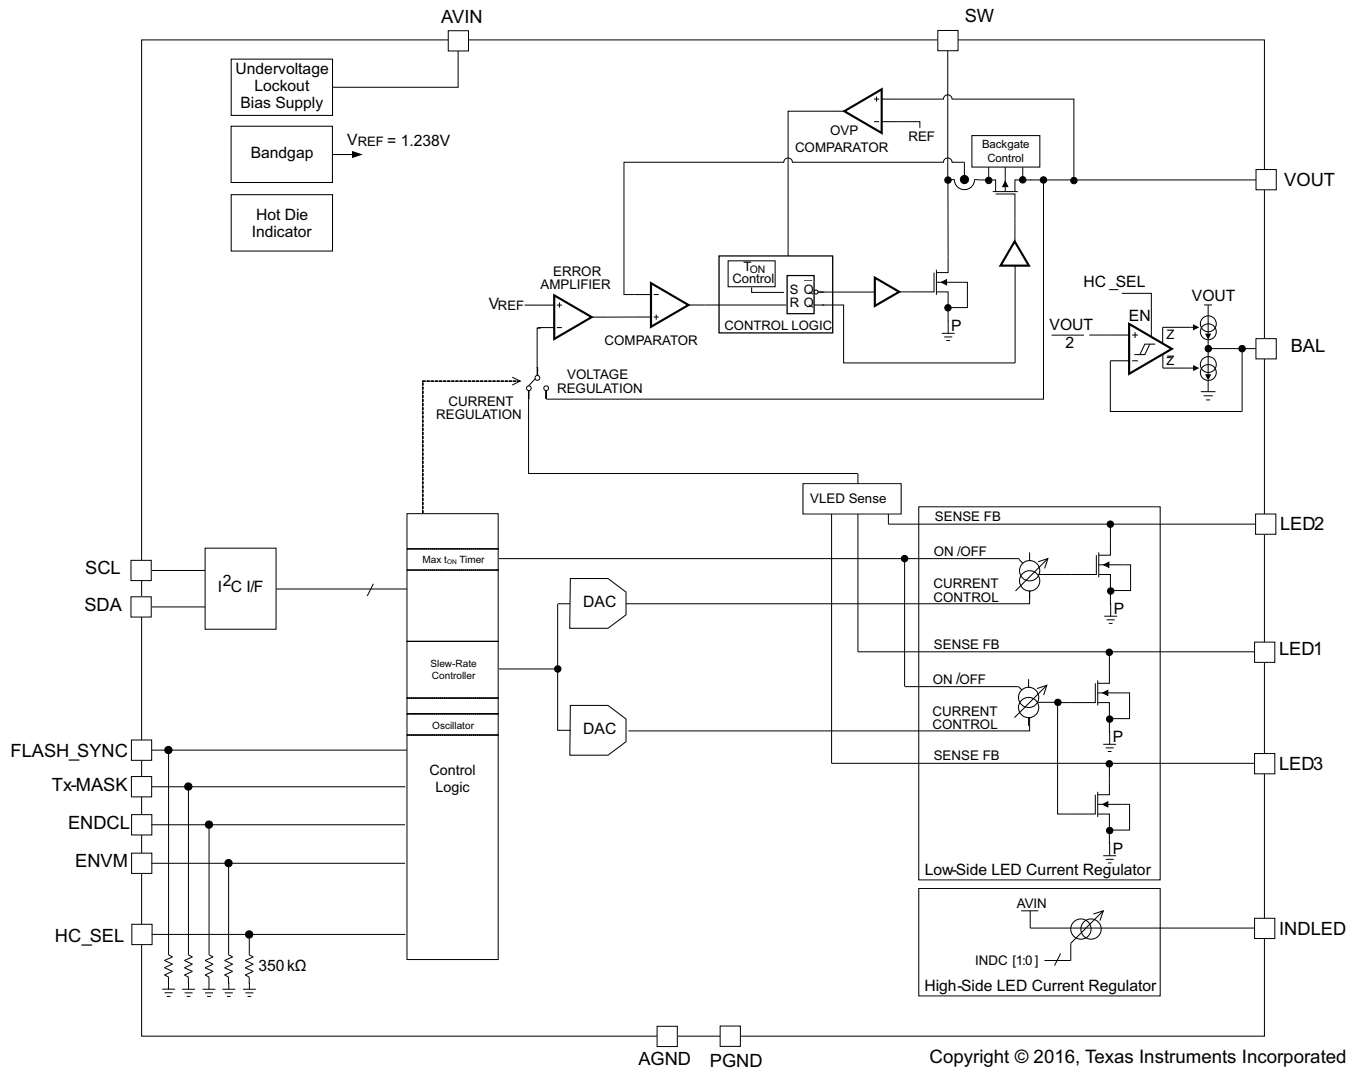 AVIN
SW
Undervoltage
Lockout
Bias Supply
Bandgap
VREF = 1.238V
Hot Die
Indicator
+
−
OVP
COMPARATOR
REF
Backgate
Control
VOUT
ERROR
AMPLIFIER
VREF
+
−
−
+
COMPARATOR
TON
Control
S Q
R Q
CONTROL LOGIC
P
HC_SEL
VOUT
EN
VOUT
2
+
−
Z
Z
BAL
VOLTAGE
REGULATION
CURRENT
REGULATION
VLED Sense
SENSE FB
LED2
ON /OFF
CURRENT
CONTROL
P
SCL
SDA
I2C I/F
Max tON Timer
DAC
Slew-Rate
Controller
SENSE FB
LED1
ON /OFF
CURRENT
CONTROL
P
DAC
Oscillator
Control
Logic
FLASH_SYNC
Tx-MASK
ENDCL
ENVM
HC_SEL
350 kΩ
SENSE FB
LED3
P
Low-Side LED Current Regulator
AVIN
INDC [1:0]
INDLED
High-Side LED Current Regulator
AGND
PGND
Copyright © 2016, Texas Instruments Incorporated